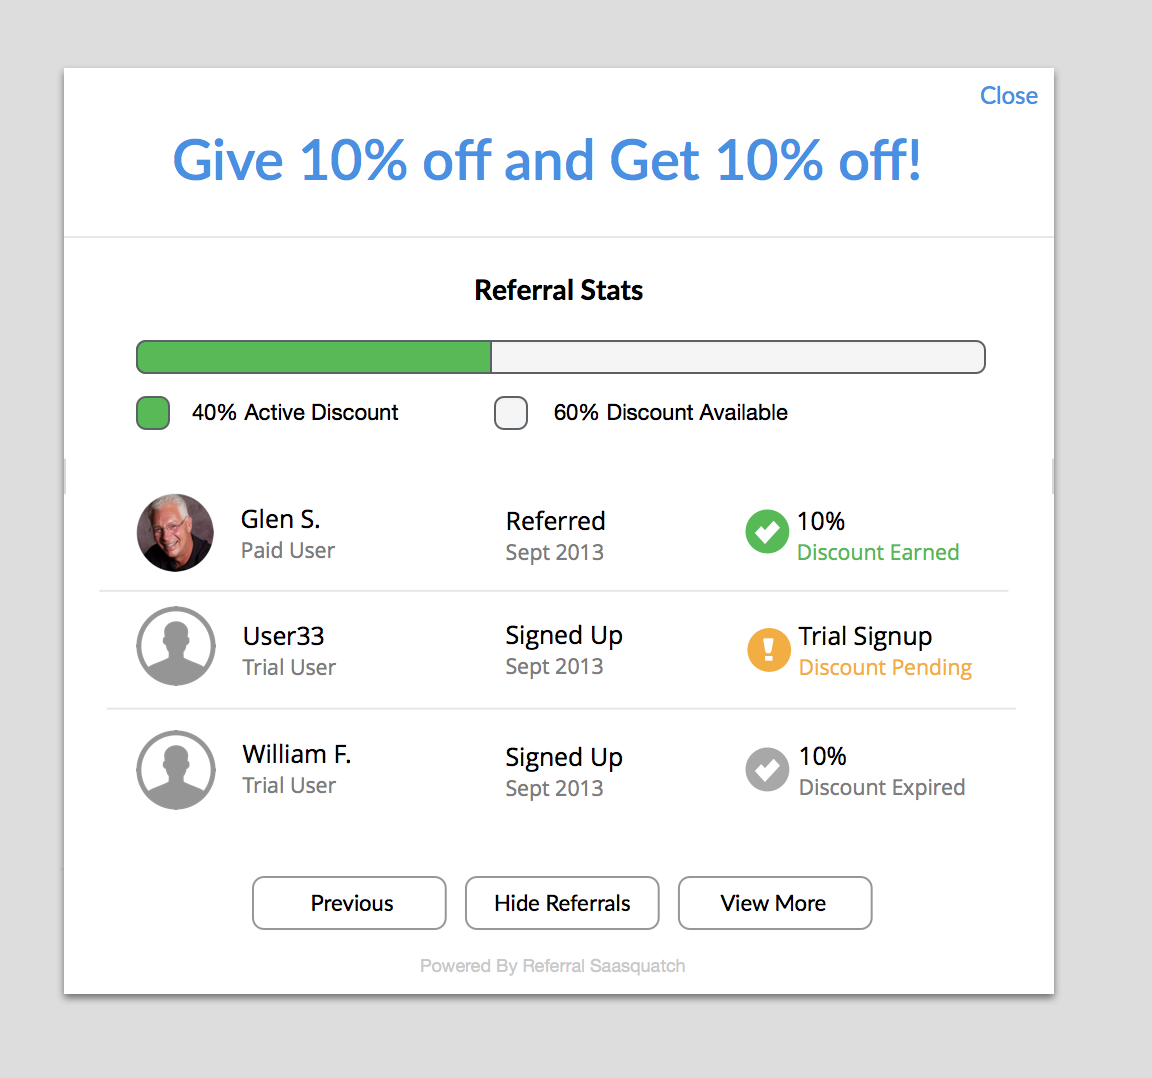 Close
Give 10% off and Get 10% off!
Referral Stats
40% Active Discount 60% Discount Available
Glen S. Referred 10%
Paid User Sept 2013 Discount Earned
User33 Signed Up Trial Signup
Trial User Sept 2013 Discount Pending
William F. Signed Up 10%
Trial User Sept 2013 Discount Expired
Previous Hide Referrals View More
Powered By Referral Saasquatch